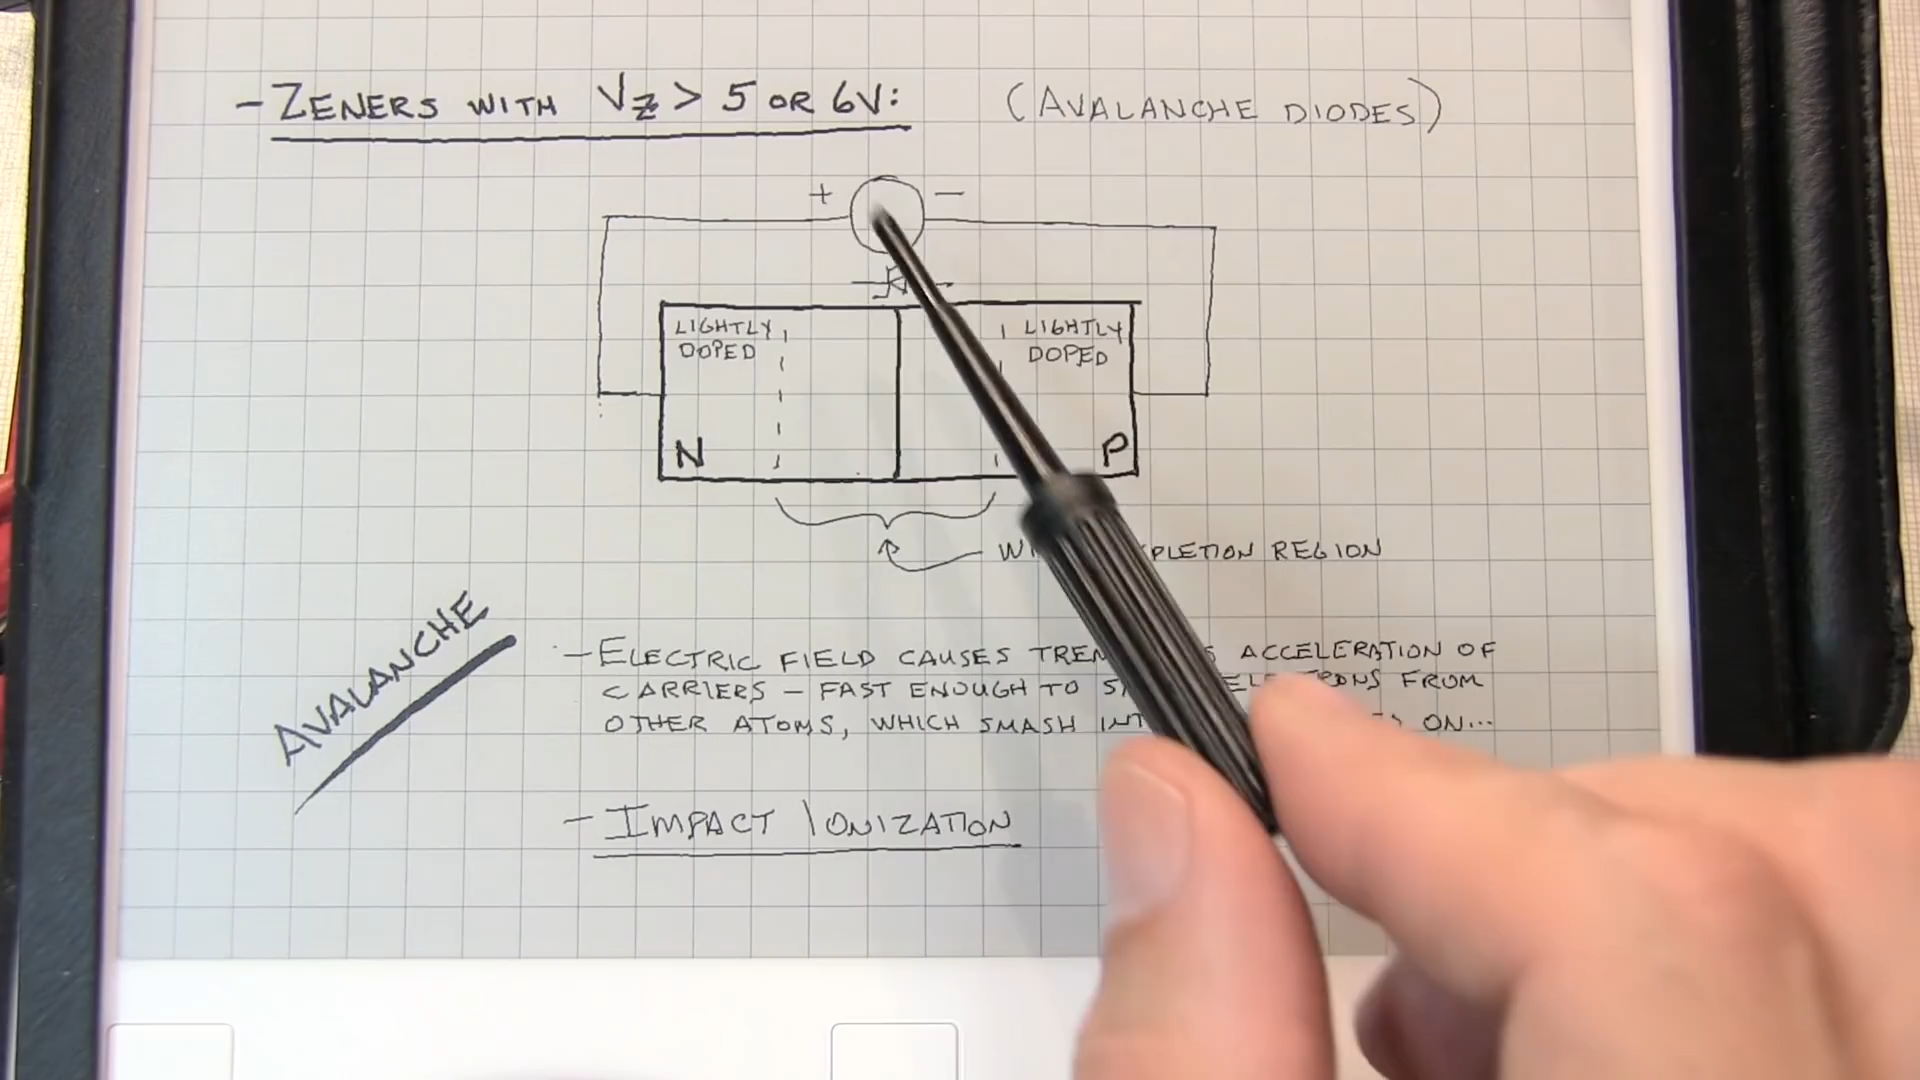 - ZENERS WITH VZ > 5 OR 6V: (AVALANCHE DIODES)
+ -
LIGHTLY DOPED
LIGHTLY DOPED
N
P
REGION
AVALANCHE
- ELECTRIC FIELD CAUSES ACCELERATION OF
CARRIERS - FAST ENOUGH TO FROM
OTHER ATOMS, WHICH SMASH ON...
- IMPACT IONIZATION